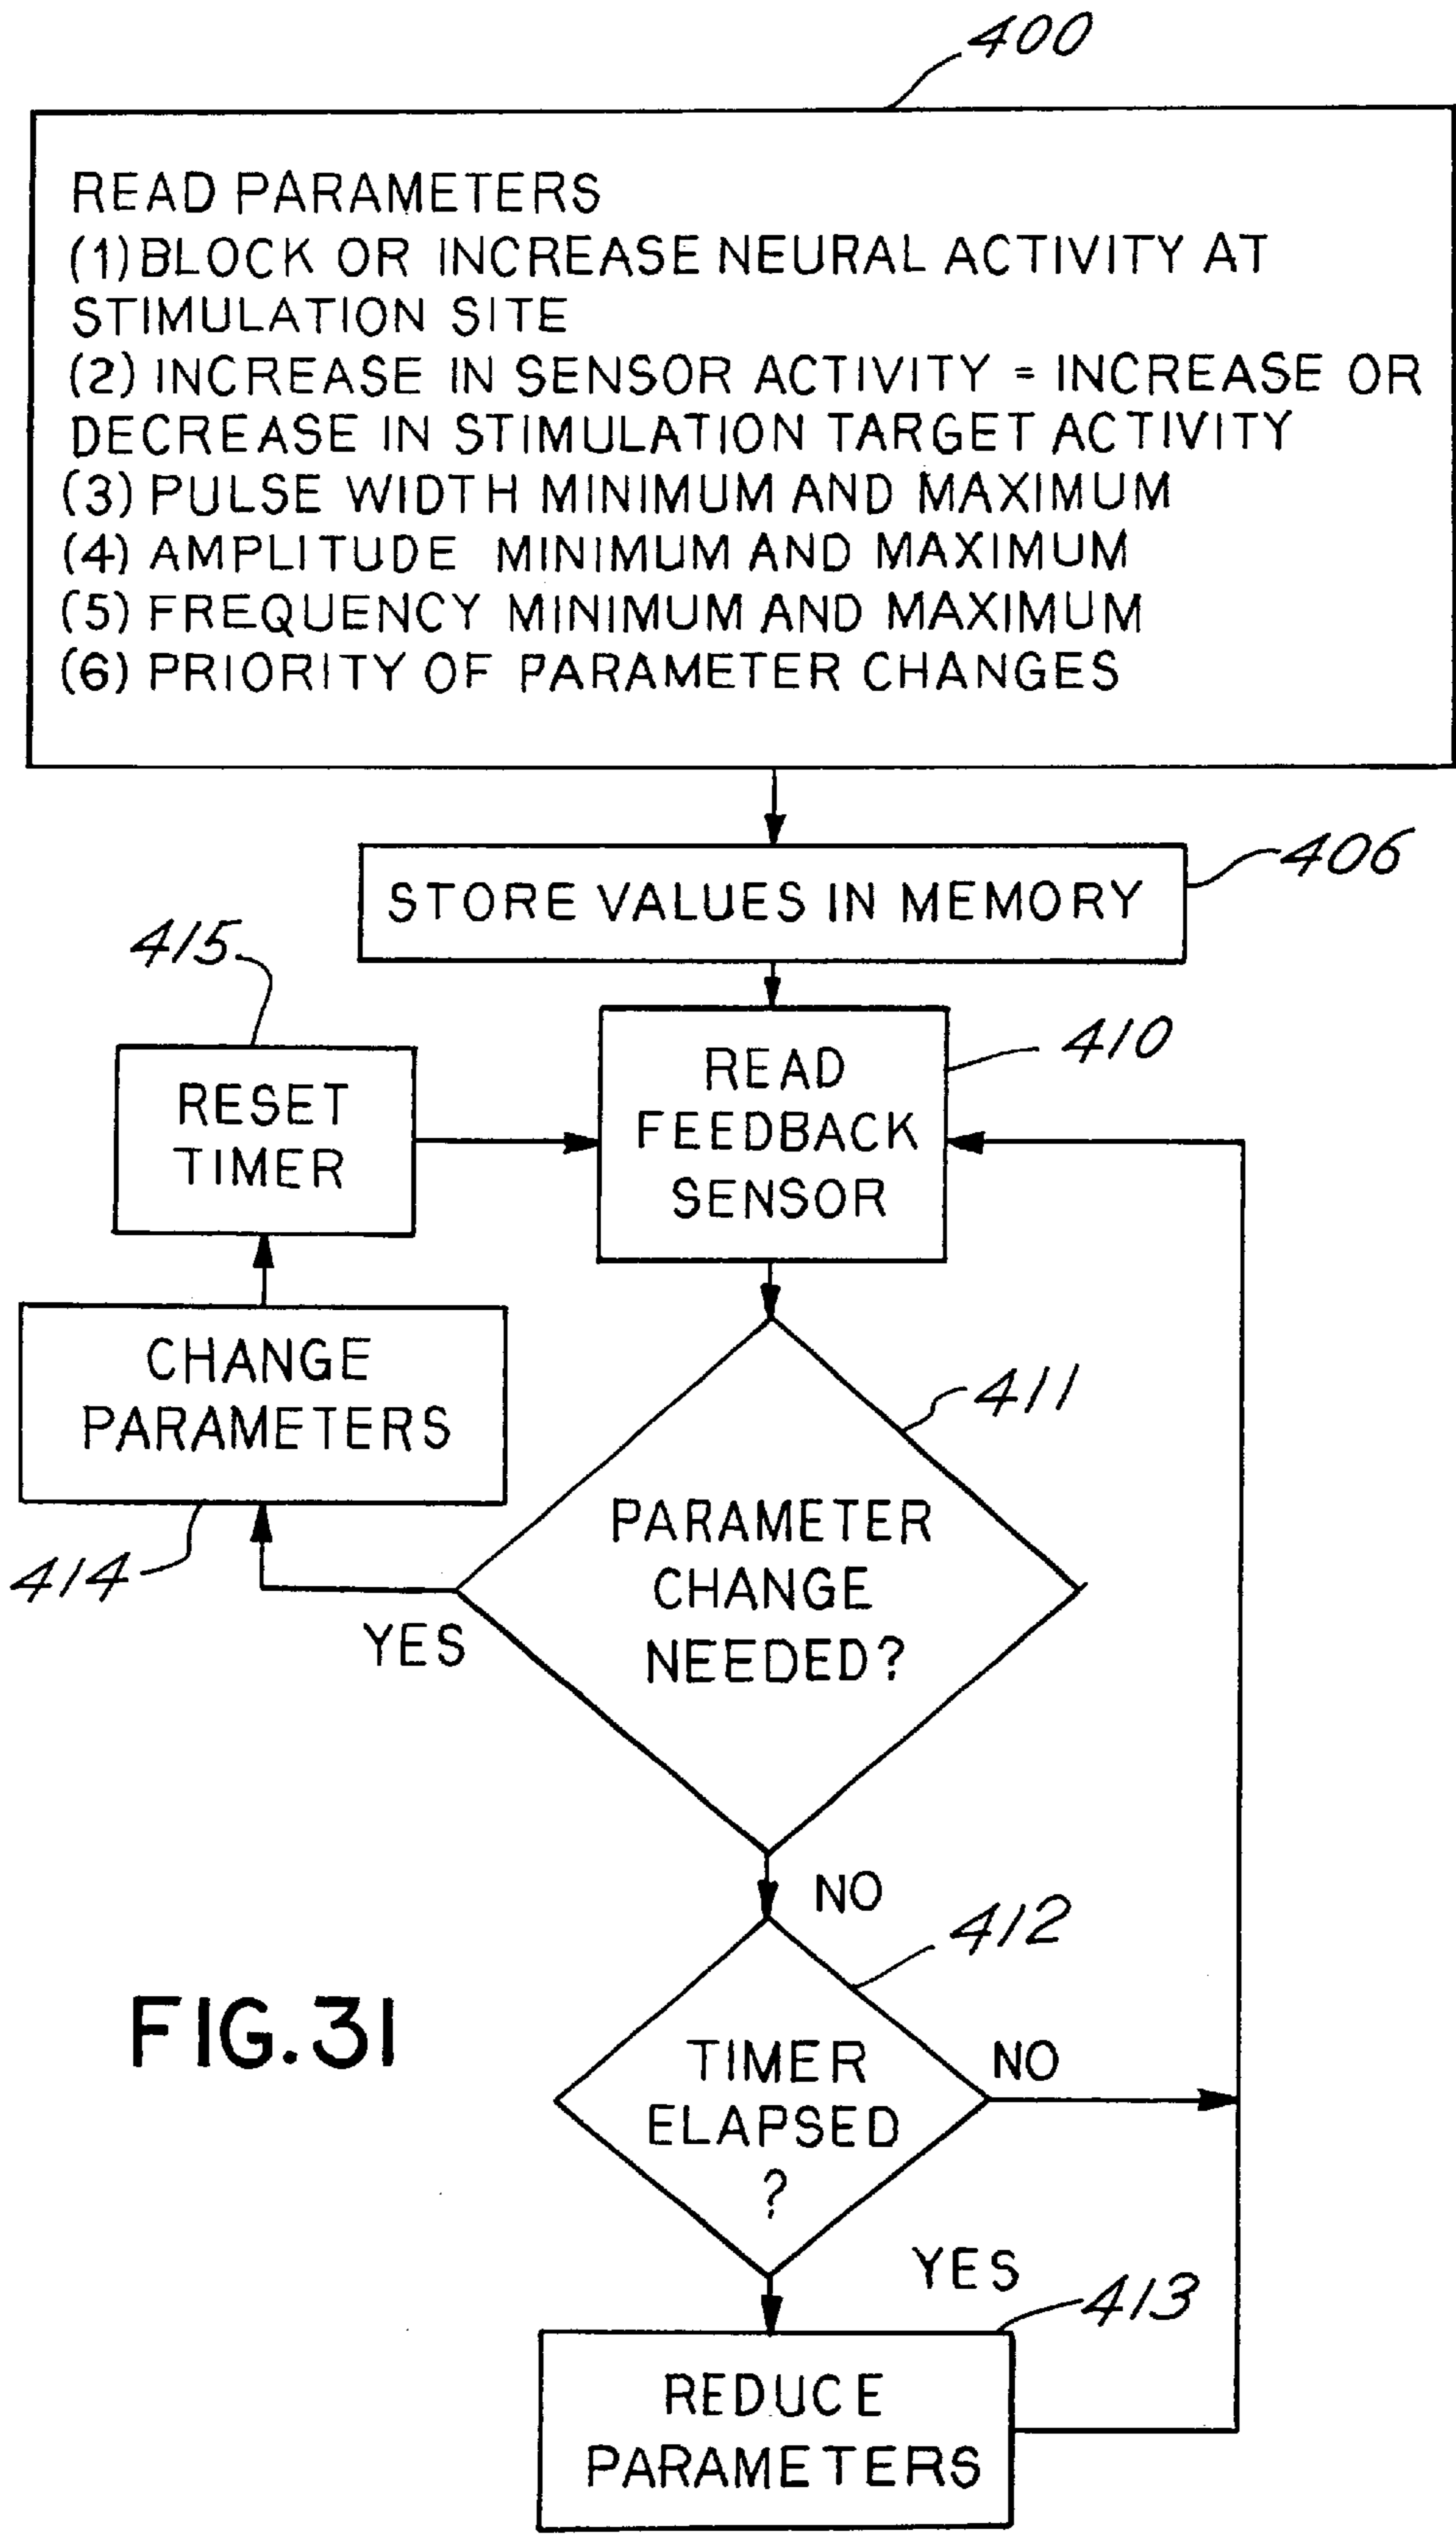 400
READ PARAMETERS
(1) BLOCK OR INCREASE NEURAL ACTIVITY AT
STIMULATION SITE
(2) INCREASE IN SENSOR ACTIVITY = INCREASE OR
DECREASE IN STIMULATION TARGET ACTIVITY
(3) PULSE WIDTH MINIMUM AND MAXIMUM
(4) AMPLITUDE MINIMUM AND MAXIMUM
(5) FREQUENCY MINIMUM AND MAXIMUM
(6) PRIORITY OF PARAMETER CHANGES
406
STORE VALUES IN MEMORY
415
410
RESET
TIMER
READ
FEEDBACK
SENSOR
CHANGE
PARAMETERS
414
411
PARAMETER
CHANGE
NEEDED?
YES
NO
412
TIMER
ELAPSED
?
NO
YES
413
REDUCE
PARAMETERS
FIG.31